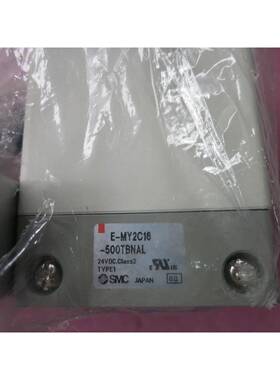 E-MY2C16
-500TBNAL
24VDC.Class2
TYPE1
SMC JAPAN